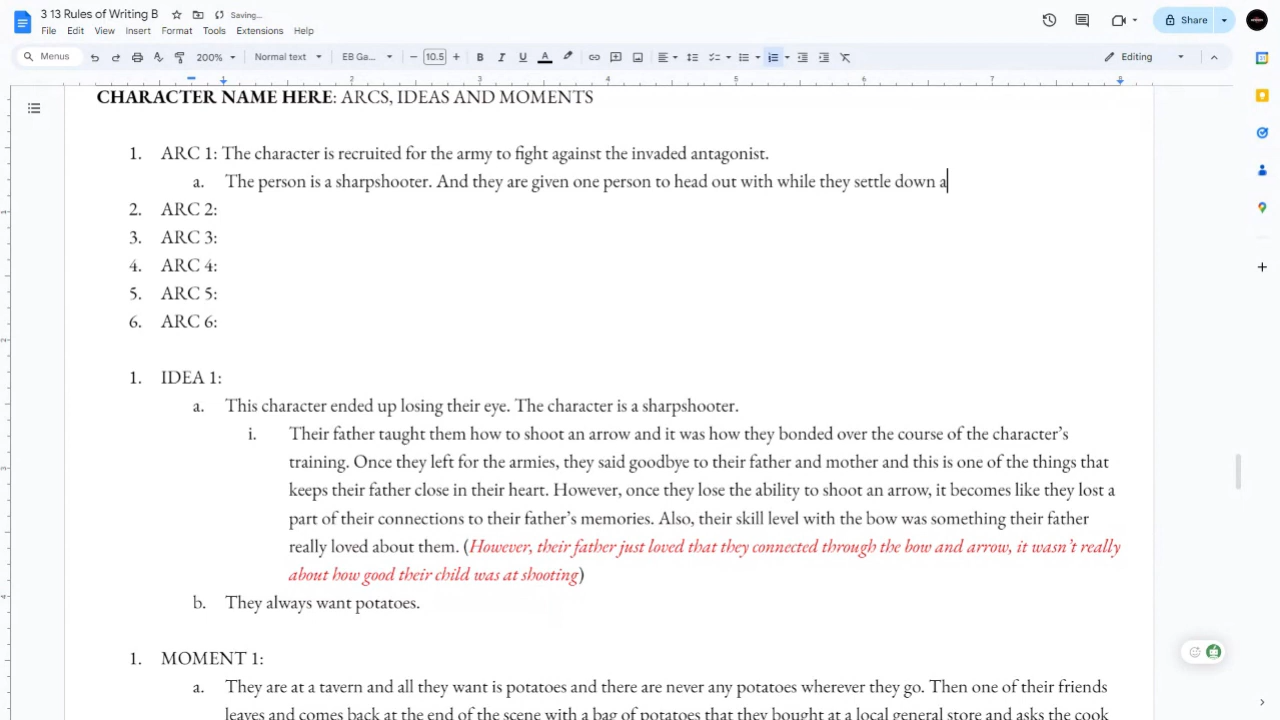 3 13 Rules of Writing B
Saving...
File Edit View Insert Format Tools Extensions Help
Share
Menus
200%
Normal text
EB Ga...
10.5
Editing
1 2 3 4 5 6 7
CHARACTER NAME HERE: ARCS, IDEAS AND MOMENTS
1. ARC 1: The character is recruited for the army to fight against the invaded antagonist.
a. The person is a sharpshooter. And they are given one person to head out with while they settle down a
2. ARC 2:
3. ARC 3:
4. ARC 4:
5. ARC 5:
6. ARC 6:
1. IDEA 1:
a. This character ended up losing their eye. The character is a sharpshooter.
i. Their father taught them how to shoot an arrow and it was how they bonded over the course of the character's
training. Once they left for the armies, they said goodbye to their father and mother and this is one of the things that
keeps their father close in their heart. However, once they lose the ability to shoot an arrow, it becomes like they lost a
part of their connections to their father's memories. Also, their skill level with the bow was something their father
really loved about them. (However, their father just loved that they connected through the bow and arrow, it wasn't really
about how good their child was at shooting)
b. They always want potatoes.
1. MOMENT 1:
a. They are at a tavern and all they want is potatoes and there are never any potatoes wherever they go. Then one of their friends
leaves and comes back at the end of the scene with a bag of potatoes that they bought at a local general store and asks the cook